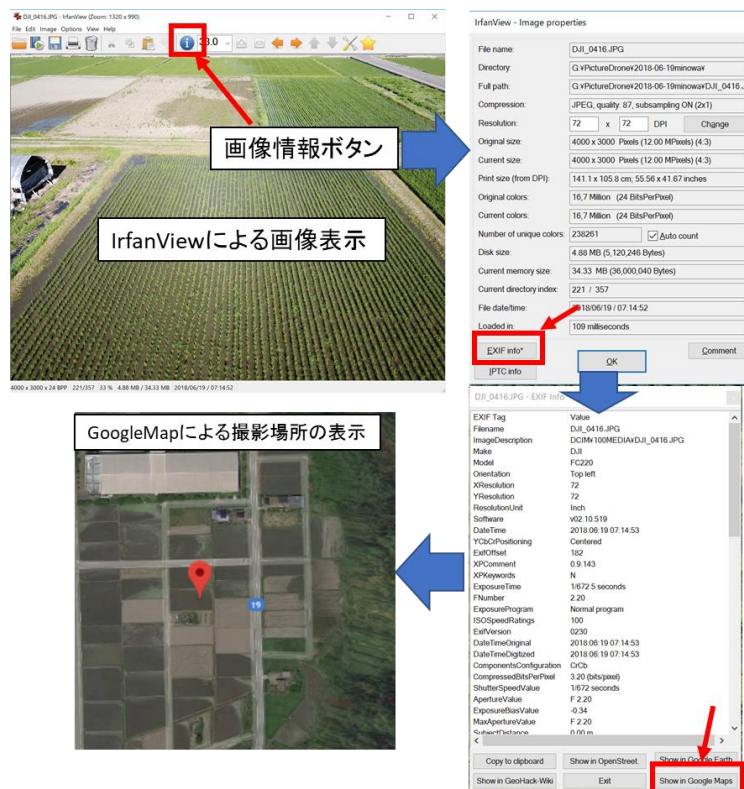 DJI_0416.JPG - IrfanView (Zoom: 1320 x 990)
File Edit Image Options View Help
33.0
画像情報ボタン
IrfanViewによる画像表示
4000 x 3000 x 24 BPP 221/357 33 % 4.88 MB / 34.33 MB 2018/06/19 / 07:14:52
IrfanView - Image properties
File name: DJI_0416.JPG
Directory: G:¥PictureDrone¥2018-06-19minowa¥
Full path: G:¥PictureDrone¥2018-06-19minowa¥DJI_0416.
Compression: JPEG, quality: 87, subsampling ON (2x1)
Resolution: 72 x 72 DPI Change
Original size: 4000 x 3000 Pixels (12.00 MPixels) (4:3)
Current size: 4000 x 3000 Pixels (12.00 MPixels) (4:3)
Print size (from DPI): 141.1 x 105.8 cm; 55.56 x 41.67 inches
Original colors: 16,7 Million (24 BitsPerPixel)
Current colors: 16,7 Million (24 BitsPerPixel)
Number of unique colors: 238261 Auto count
Disk size: 4.88 MB (5,120,246 Bytes)
Current memory size: 34.33 MB (36,000,040 Bytes)
Current directory index: 221 / 357
File date/time: 2018/06/19 / 07:14:52
Loaded in: 109 milliseconds
EXIF info* OK Comment
IPTC info
DJI_0416.JPG - EXIF Info
EXIF Tag Value
Filename DJI_0416.JPG
ImageDescription DCIM¥100MEDIA¥DJI_0416.JPG
Make DJI
Model FC220
Orientation Top left
XResolution 72
YResolution 72
ResolutionUnit Inch
Software v02.10.519
DateTime 2018:06:19 07:14:53
YCbCrPositioning Centered
ExifOffset 182
XPComment 0.9.143
XPKeywords N
ExposureTime 1/672.5 seconds
FNumber 2.20
ExposureProgram Normal program
ISOSpeedRatings 100
ExifVersion 0230
DateTimeOriginal 2018:06:19 07:14:53
DateTimeDigitized 2018:06:19 07:14:53
ComponentsConfiguration CrCb
CompressedBitsPerPixel 3.20 (bits/pixel)
ShutterSpeedValue 1/672 seconds
ApertureValue F 2.20
ExposureBiasValue -0.34
MaxApertureValue F 2.20
SubjectDistance 0.00 m
Copy to clipboard Show in OpenStreet. Show in Google Earth
Show in GeoHack-Wiki Exit Show in Google Maps
GoogleMapによる撮影場所の表示
19